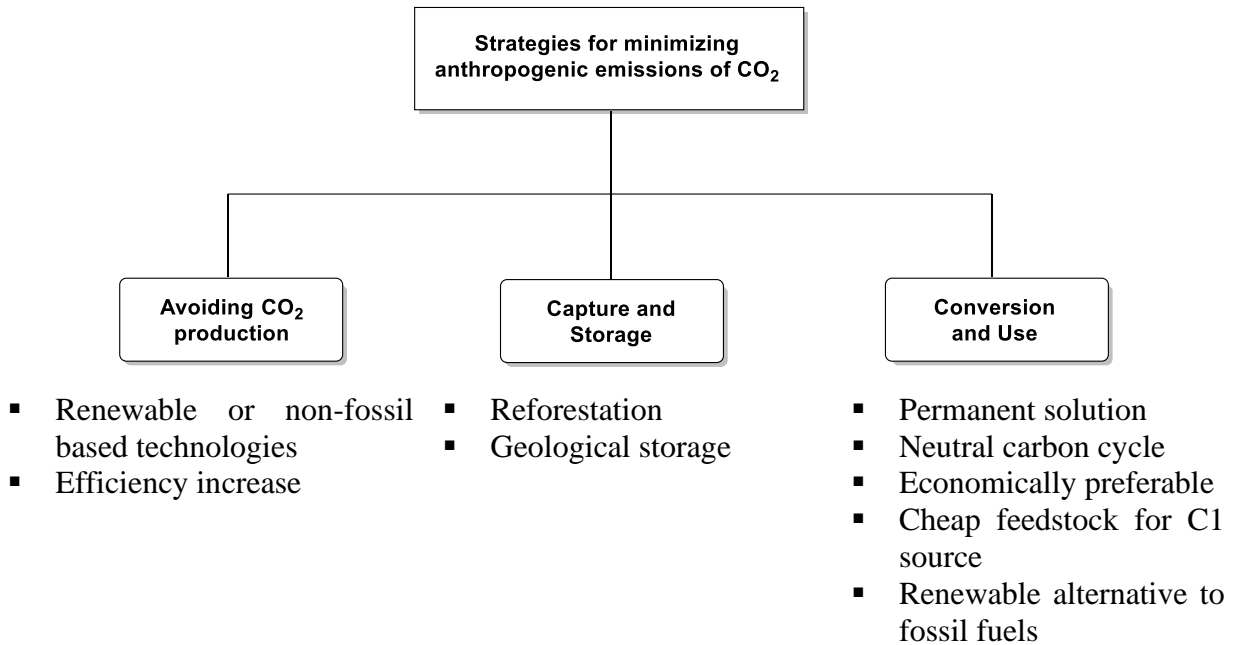 Strategies for minimizing
anthropogenic emissions of CO₂
Avoiding CO₂
production
▪ Renewable or non-fossil
based technologies
▪ Efficiency increase
Capture and
Storage
▪ Reforestation
▪ Geological storage
Conversion
and Use
▪ Permanent solution
▪ Neutral carbon cycle
▪ Economically preferable
▪ Cheap feedstock for C1
source
▪ Renewable alternative to
fossil fuels